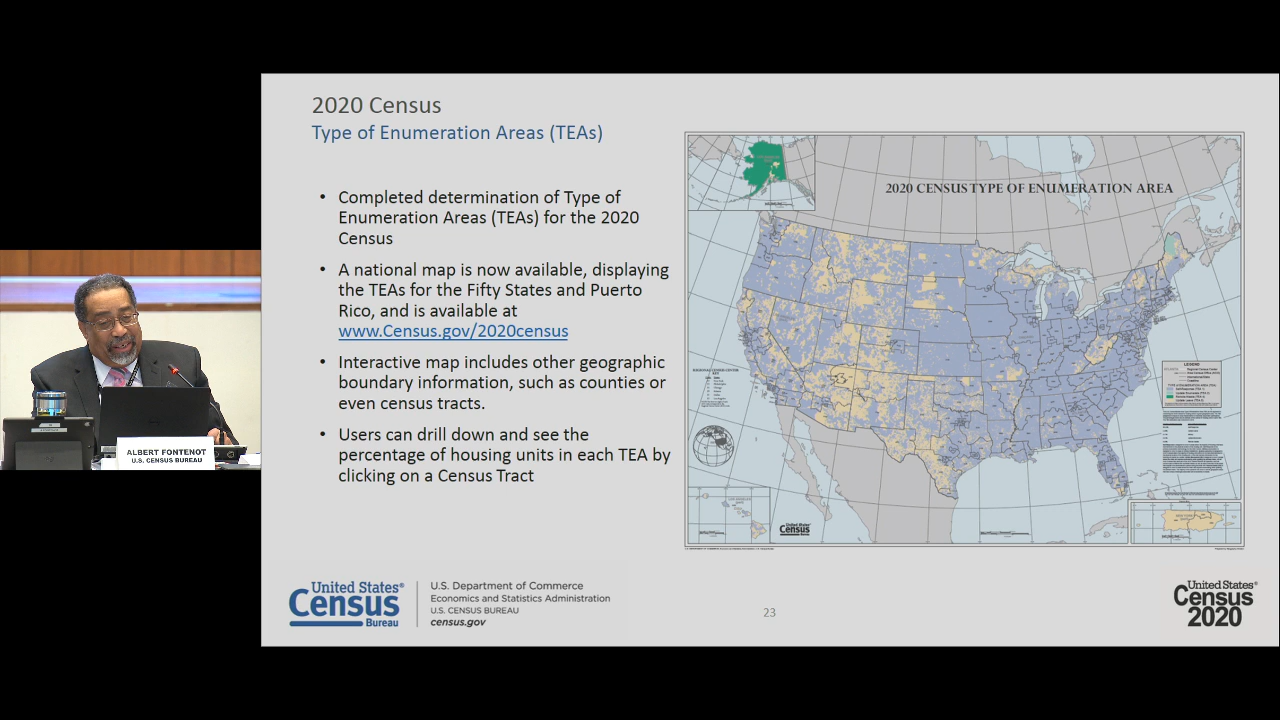 2020 Census
Type of Enumeration Areas (TEAs)
• Completed determination of Type of
Enumeration Areas (TEAs) for the 2020
Census
• A national map is now available, displaying
the TEAs for the Fifty States and Puerto
Rico, and is available at
www.Census.gov/2020census
• Interactive map includes other geographic
boundary information, such as counties or
even census tracts.
• Users can drill down and see the
percentage of housing units in each TEA by
clicking on a Census Tract
2020 CENSUS TYPE OF ENUMERATION AREA
LEGEND
United States
Census
Bureau
ALBERT FONTENOT
U.S. CENSUS BUREAU
United States®
Census
Bureau
U.S. Department of Commerce
Economics and Statistics Administration
U.S. CENSUS BUREAU
census.gov
23
United States®
Census
2020